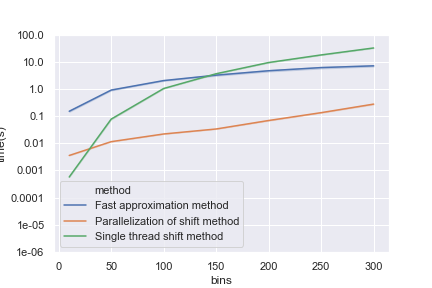 100.0
10.0
1.0
0.1
0.01
0.001
0.0001
1e-05
1e-06
time(s)
method
Fast approximation method
Parallelization of shift method
Single thread shift method
0 50 100 150 200 250 300
bins